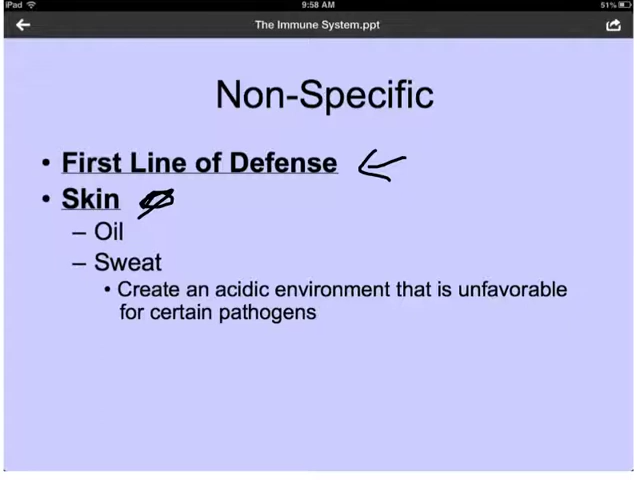 iPad 9:58 AM 51%
The Immune System.ppt
Non-Specific
• First Line of Defense
• Skin
– Oil
– Sweat
• Create an acidic environment that is unfavorable
for certain pathogens